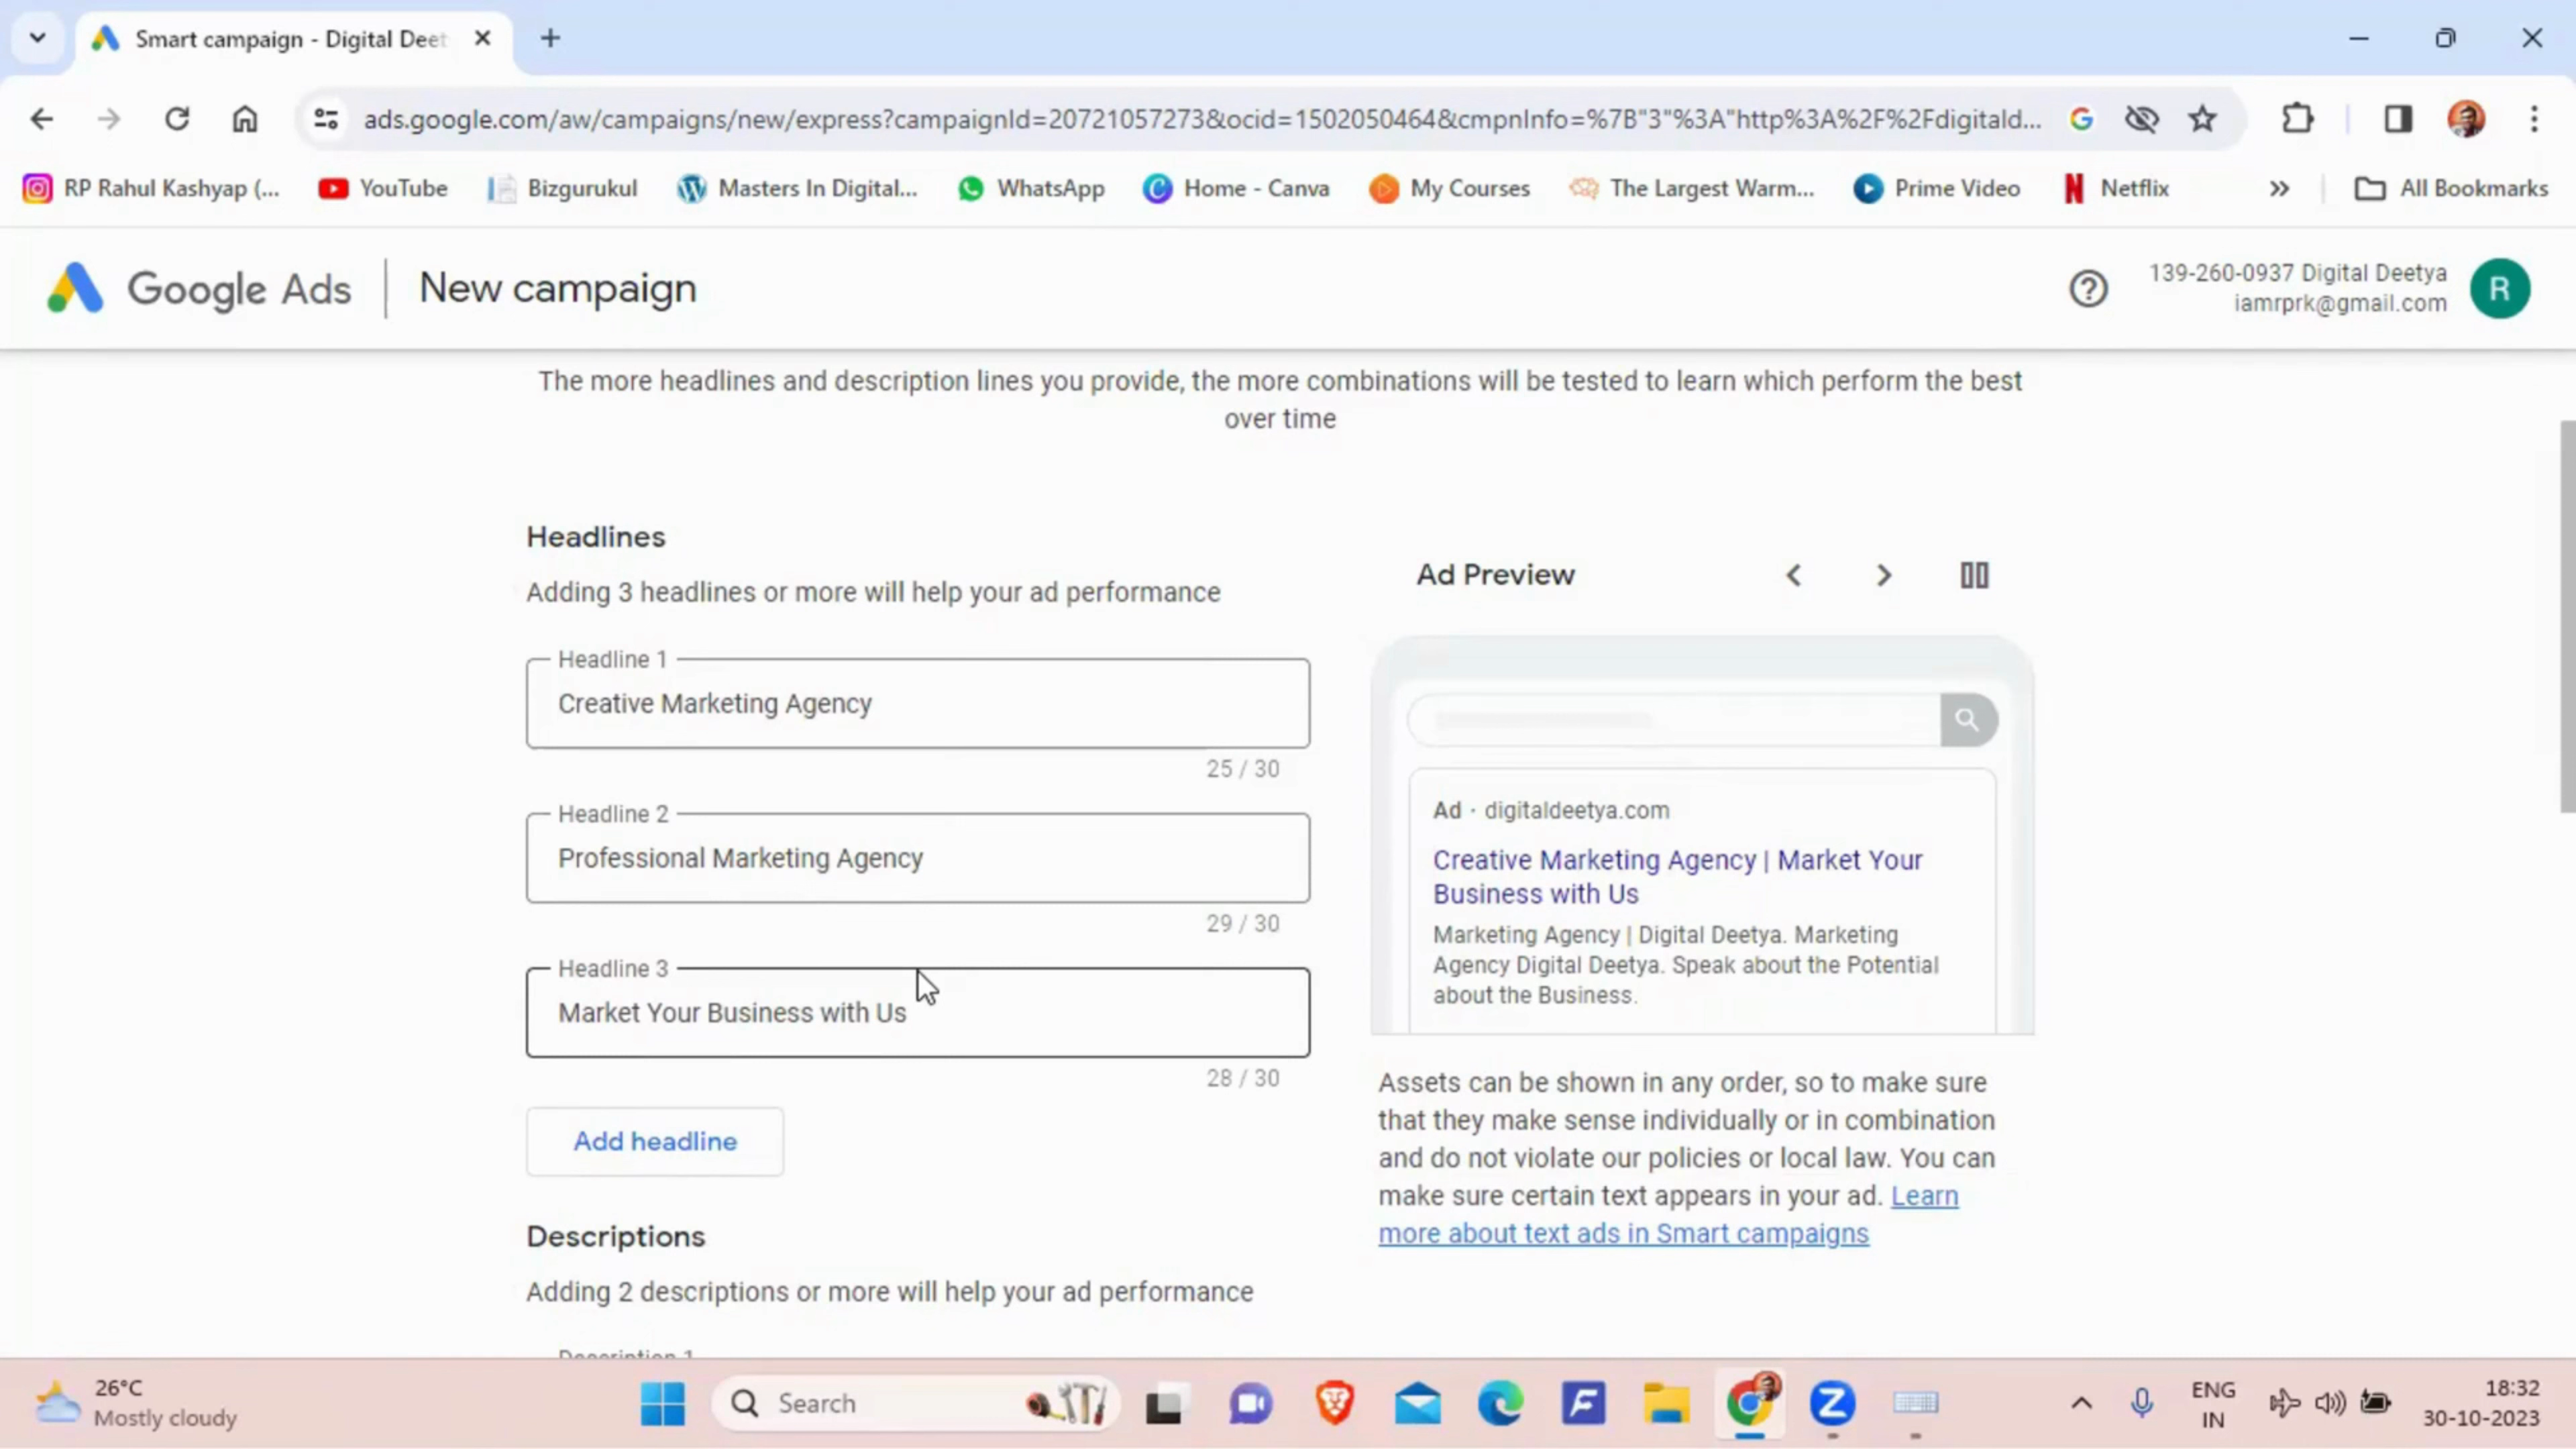 Smart campaign - Digital Deet
ads.google.com/aw/campaigns/new/express?campaignId=20721057273&ocid=1502050464&cmpnInfo=%7B"3"%3A"http%3A%2F%2Fdigitald...
RP Rahul Kashyap (... YouTube Bizgurukul Masters In Digital... WhatsApp Home - Canva My Courses The Largest Warm... Prime Video Netflix » All Bookmarks
Google Ads New campaign
139-260-0937 Digital Deetya
iamrprk@gmail.com
R
The more headlines and description lines you provide, the more combinations will be tested to learn which perform the best
over time
Headlines
Adding 3 headlines or more will help your ad performance
Headline 1
Creative Marketing Agency
25 / 30
Headline 2
Professional Marketing Agency
29 / 30
Headline 3
Market Your Business with Us
28 / 30
Add headline
Descriptions
Adding 2 descriptions or more will help your ad performance
Description 1
Ad Preview
Ad · digitaldeetya.com
Creative Marketing Agency | Market Your
Business with Us
Marketing Agency | Digital Deetya. Marketing
Agency Digital Deetya. Speak about the Potential
about the Business.
Assets can be shown in any order, so to make sure
that they make sense individually or in combination
and do not violate our policies or local law. You can
make sure certain text appears in your ad. Learn
more about text ads in Smart campaigns
26°C
Mostly cloudy
Search
ENG
IN
18:32
30-10-2023